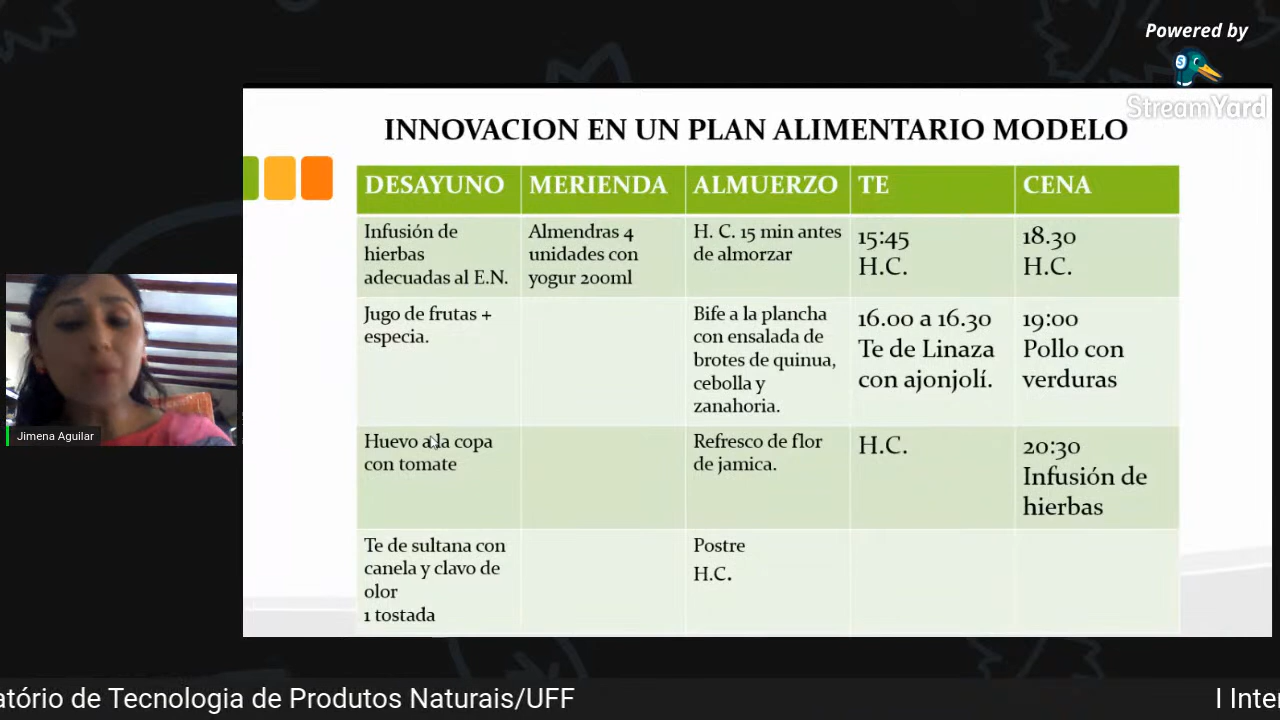 Powered by
StreamYard
INNOVACION EN UN PLAN ALIMENTARIO MODELO
DESAYUNO
MERIENDA
ALMUERZO
TE
CENA
Infusión de
hierbas
adecuadas al E.N.
Almendras 4
unidades con
yogur 200ml
H. C. 15 min antes
de almorzar
15:45
H.C.
18.30
H.C.
Jugo de frutas +
especia.
Bife a la plancha
con ensalada de
brotes de quinua,
cebolla y
zanahoria.
16.00 a 16.30
Te de Linaza
con ajonjolí.
19:00
Pollo con
verduras
Huevo a la copa
con tomate
Refresco de flor
de jamica.
H.C.
20:30
Infusión de
hierbas
Te de sultana con
canela y clavo de
olor
1 tostada
Postre
H.C.
Jimena Aguilar
atório de Tecnologia de Produtos Naturais/UFF
I Inter